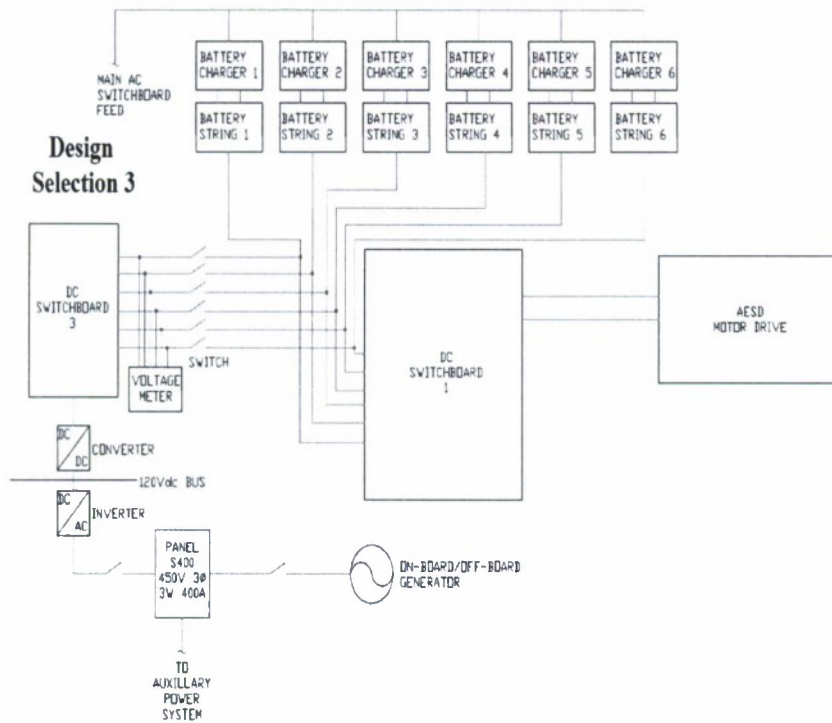 MAIN AC
SWITCHBOARD
FEED
BATTERY
CHARGER 1
BATTERY
CHARGER 2
BATTERY
CHARGER 3
BATTERY
CHARGER 4
BATTERY
CHARGER 5
BATTERY
CHARGER 6
BATTERY
STRING 1
BATTERY
STRING 2
BATTERY
STRING 3
BATTERY
STRING 4
BATTERY
STRING 5
BATTERY
STRING 6
Design
Selection 3
DC
SWITCHBOARD
3
SWITCH
VOLTAGE
METER
DC
SWITCHBOARD
1
AESD
MOTOR DRIVE
DC
DC
CONVERTER
120Vdc BUS
DC
AC
INVERTER
PANEL
S400
450V 3Ø
3W 400A
ON-BOARD/OFF-BOARD
GENERATOR
TO
AUXILLARY
POWER
SYSTEM